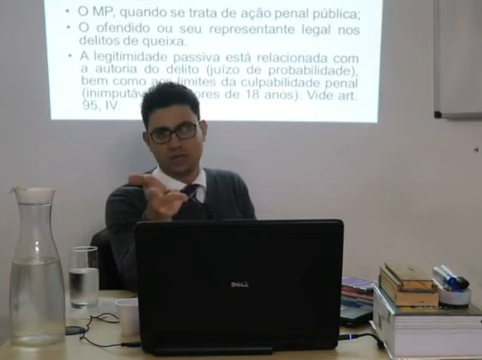 • O MP, quando se trata de ação penal pública;
• O ofendido ou seu representante legal nos
delitos de queixa.
• A legitimidade passiva está relacionada com
a autoria do delito (juízo de probabilidade),
bem como aos limites da culpabilidade penal
(inimputáv ores de 18 anos). Vide art.
95, IV.
DELL